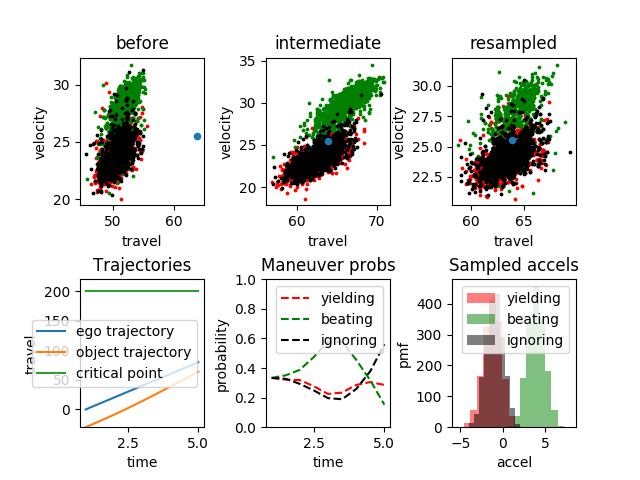 before
intermediate
resampled
velocity
30
25
20
50
60
travel
velocity
35
30
25
20
60
70
travel
velocity
30.0
27.5
25.0
22.5
60
65
travel
Trajectories
Maneuver probs
Sampled accels
travel
200
150
100
50
0
ego trajectory
object trajectory
critical point
2.5
5.0
time
probability
1.0
0.8
0.6
0.4
0.2
0.0
yielding
beating
ignoring
2.5
5.0
time
pmf
400
300
200
100
0
yielding
beating
ignoring
−5
0
5
accel